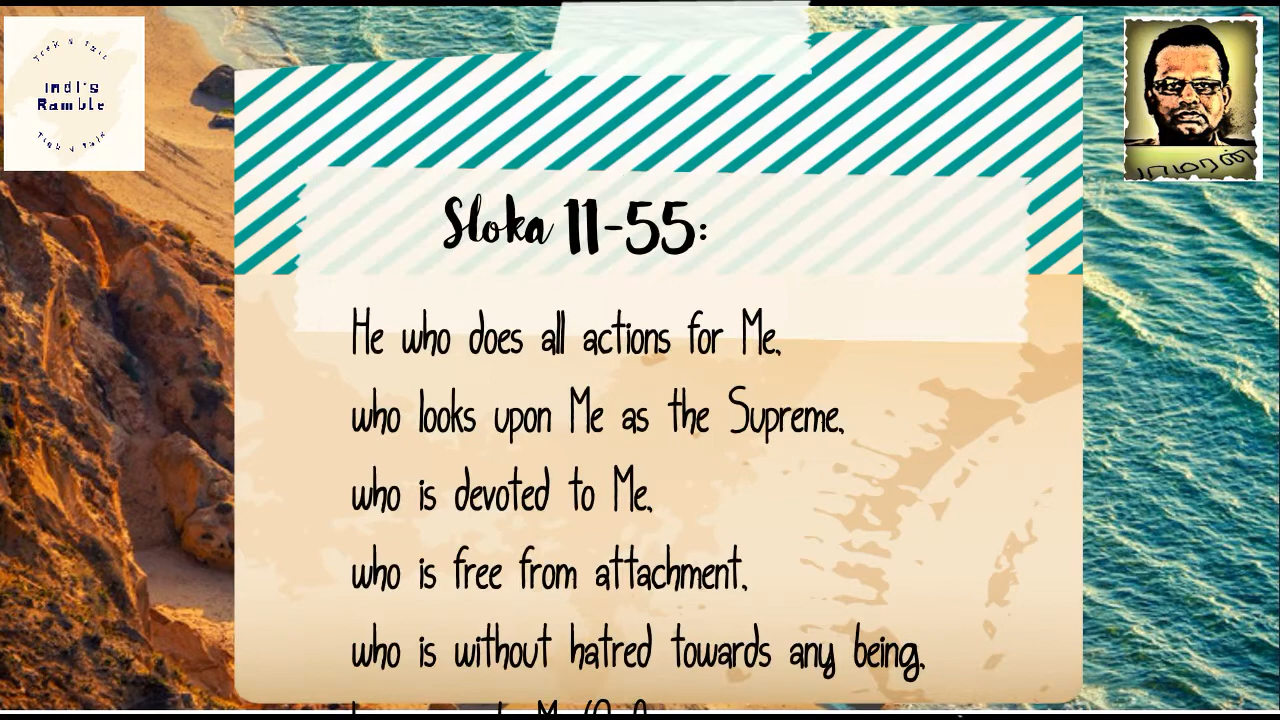 Indi's
Ramble
Sloka 11-55:
He who does all actions for Me,
who looks upon Me as the Supreme,
who is devoted to Me,
who is free from attachment,
who is without hatred towards any being,